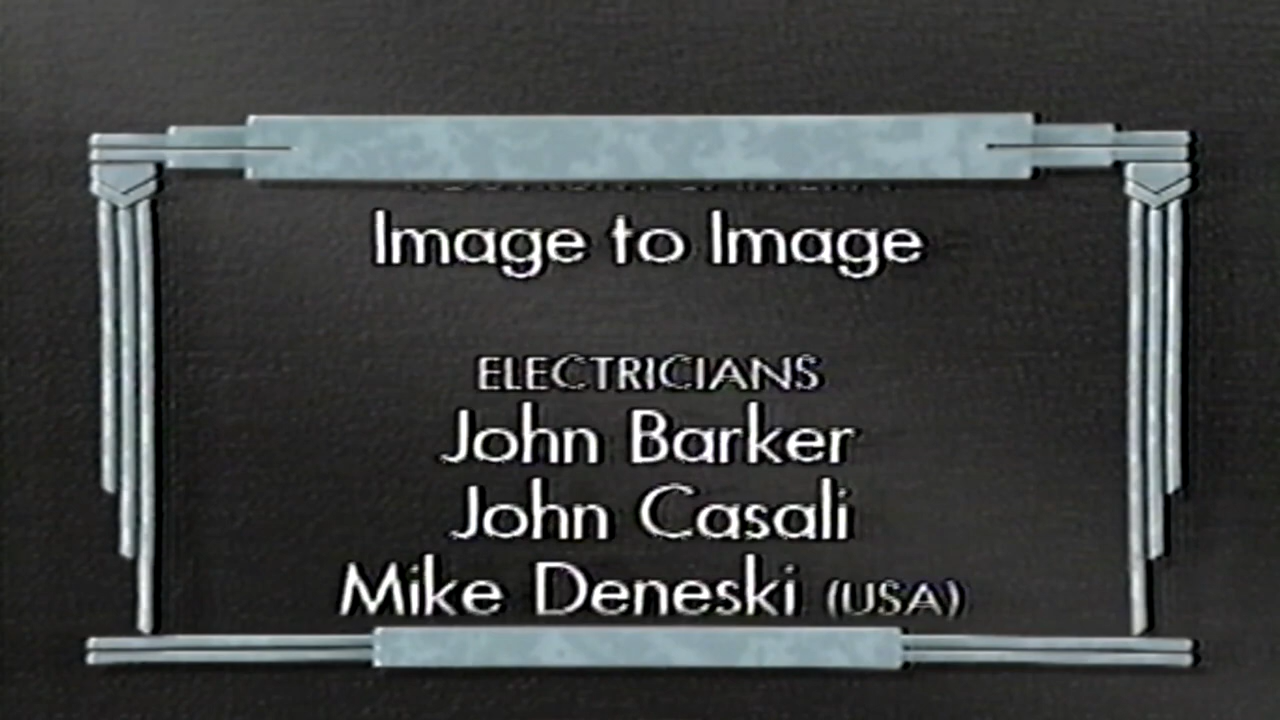 Image to Image
ELECTRICIANS
John Barker
John Casali
Mike Deneski (USA)